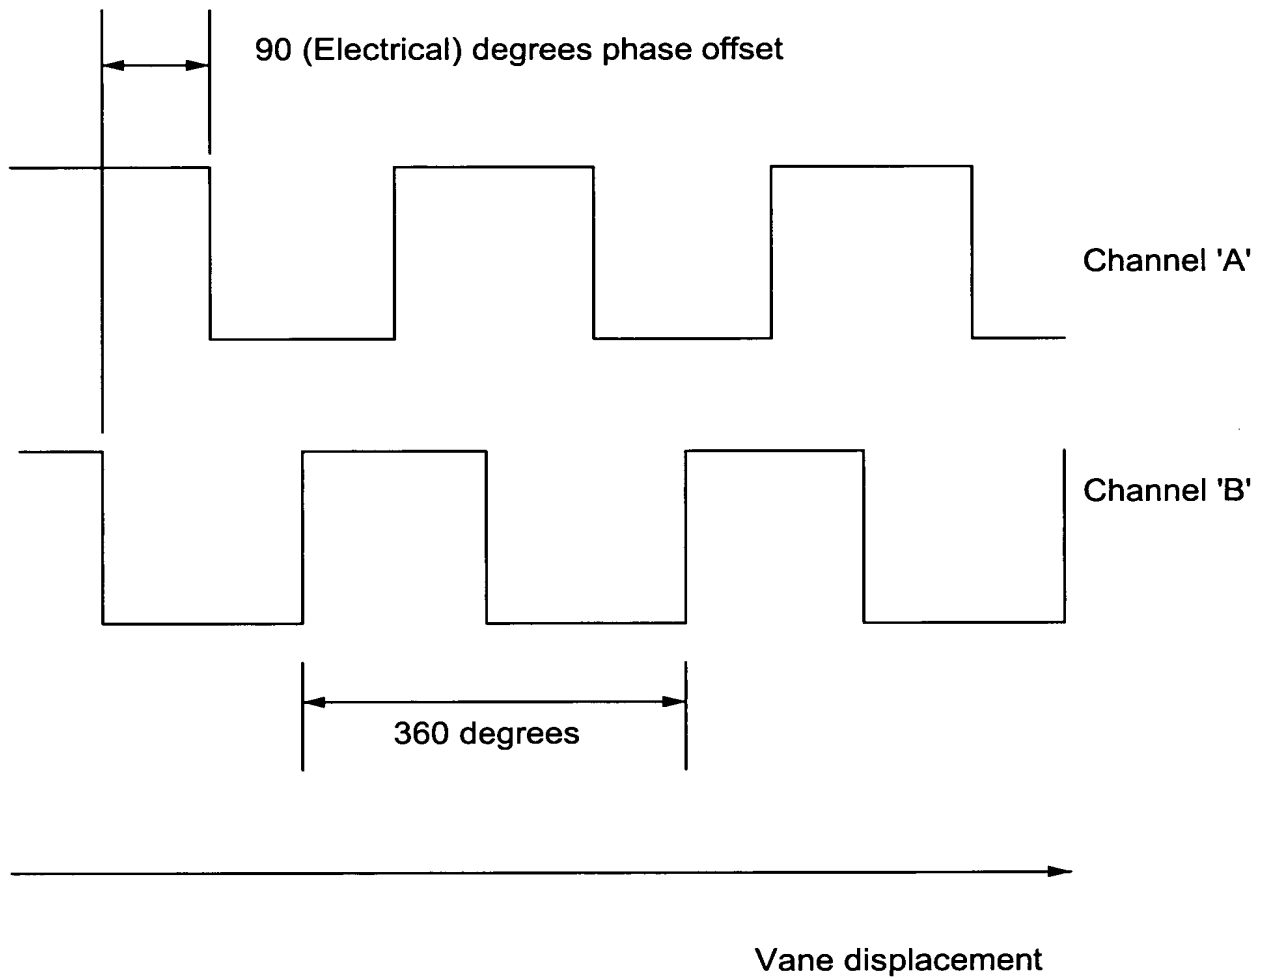 90 (Electrical) degrees phase offset
Channel 'A'
Channel 'B'
360 degrees
Vane displacement